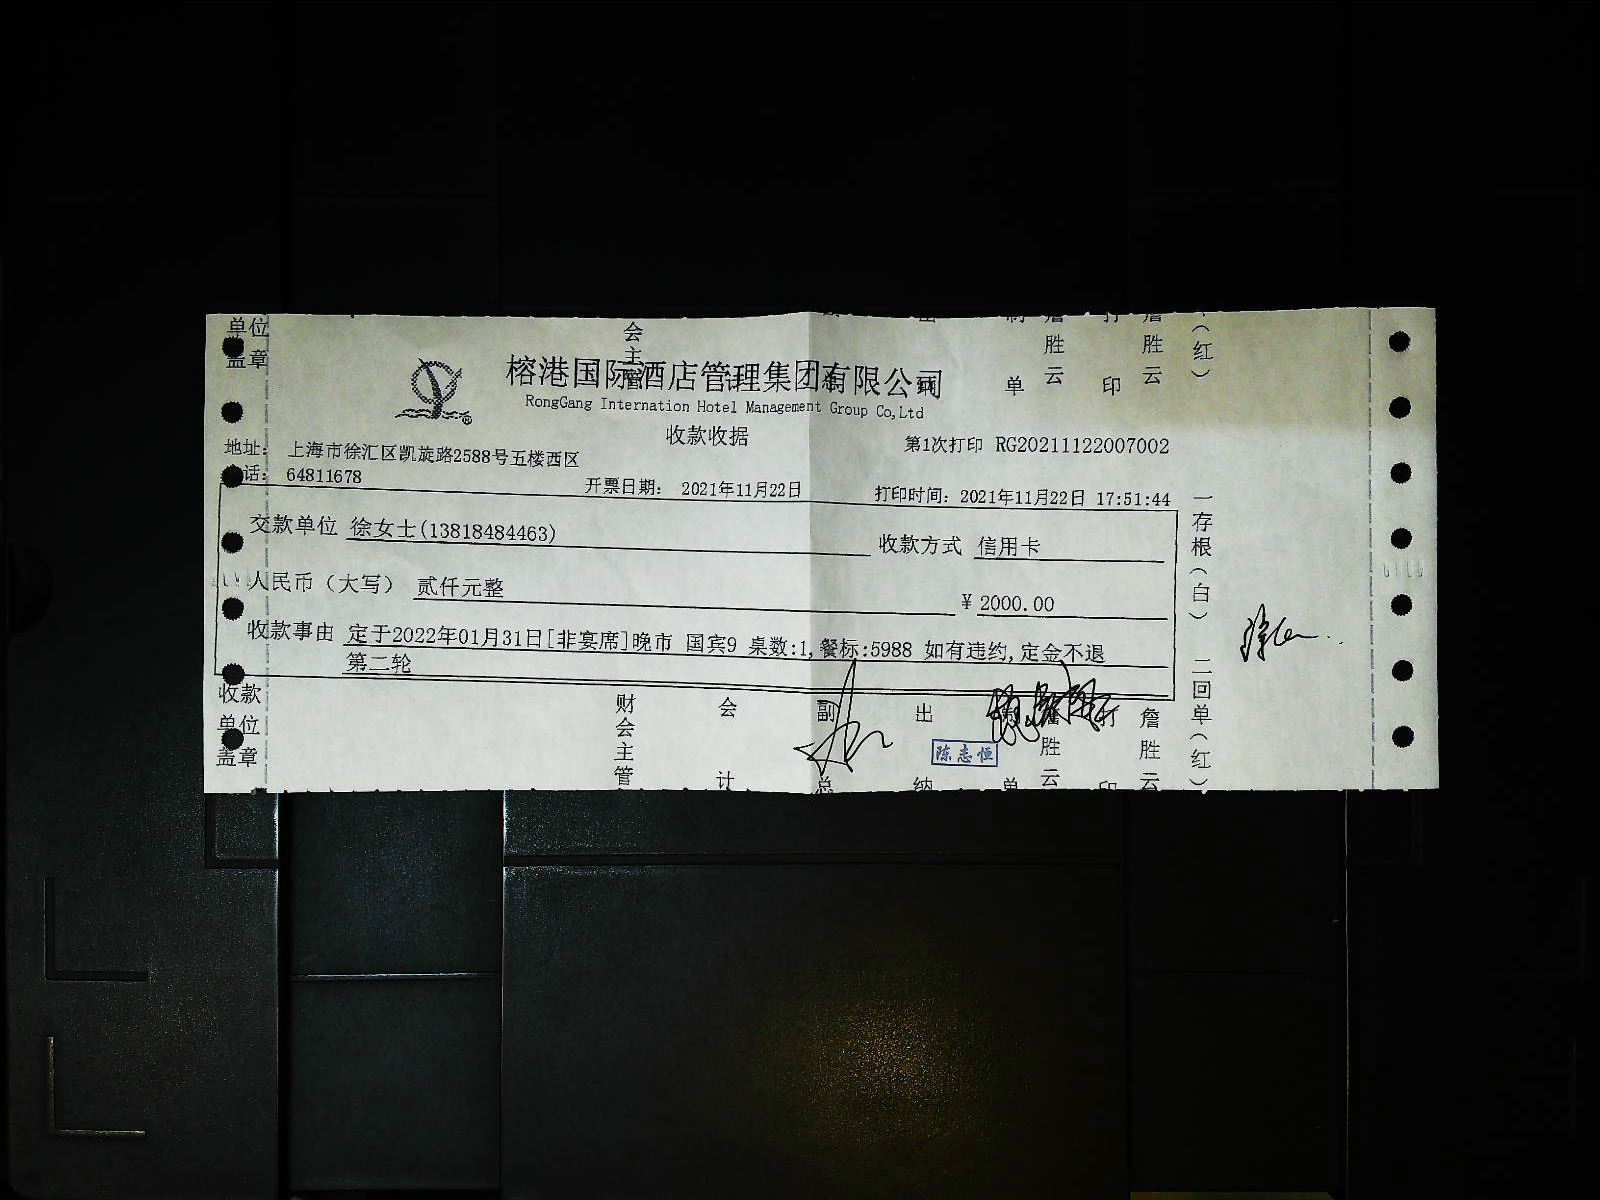 单位
盖章
会
主
管
计
总
纳
单
胜
云
印
胜
云
（红）
榕港国际酒店管理集团有限公司
RongGang Internation Hotel Management Group Co,Ltd
收款收据
第1次打印 RG20211122007002
地址： 上海市徐汇区凯旋路2588号五楼西区
话： 64811678
开票日期： 2021年11月22日
打印时间： 2021年11月22日 17:51:44
交款单位 徐女士(13818484463)
收款方式 信用卡
人民币（大写） 贰仟元整
¥ 2000.00
收款事由 定于2022年01月31日[非宴席]晚市 国宾9 桌数:1,餐标:5988 如有违约,定金不退
第二轮
一存根（白） 二回单（红）
收款
单位
盖章
财会主管
会计
副总
出纳
制单
詹胜云
打印
詹胜云
陈志恒